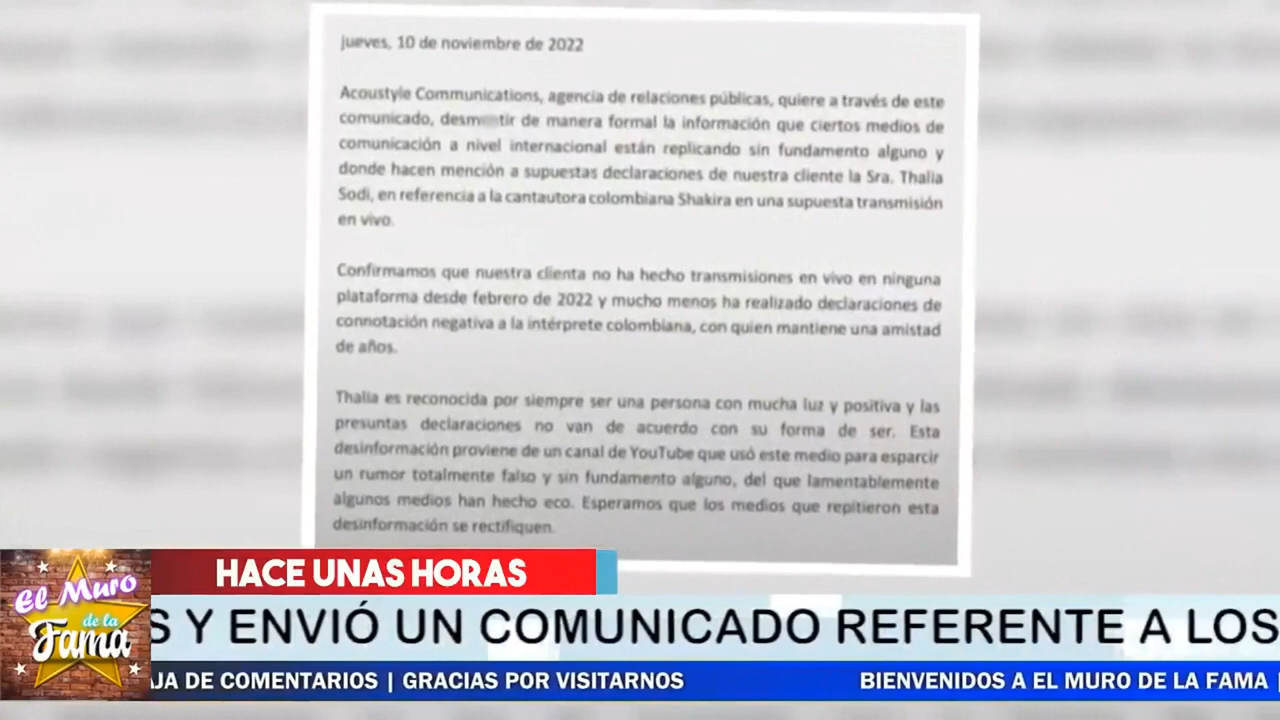 jueves, 10 de noviembre de 2022
Acoustyle Communications, agencia de relaciones públicas, quiere a través de este
comunicado, desmentir de manera formal la información que ciertos medios de
comunicación a nivel internacional están replicando sin fundamento alguno y
donde hacen mención a supuestas declaraciones de nuestra cliente la Sra. Thalia
Sodi, en referencia a la cantautora colombiana Shakira en una supuesta transmisión
en vivo.
Confirmamos que nuestra clienta no ha hecho transmisiones en vivo en ninguna
plataforma desde febrero de 2022 y mucho menos ha realizado declaraciones de
connotación negativa a la intérprete colombiana, con quien mantiene una amistad
de años.
Thalia es reconocida por siempre ser una persona con mucha luz y positiva y las
presuntas declaraciones no van de acuerdo con su forma de ser. Esta
desinformación proviene de un canal de YouTube que usó este medio para esparcir
un rumor totalmente falso y sin fundamento alguno, del que lamentablemente
algunos medios han hecho eco. Esperamos que los medios que repitieron esta
desinformación se rectifiquen.
HACE UNAS HORAS
El Muro
de la
Fama
S Y ENVIÓ UN COMUNICADO REFERENTE A LOS
AJA DE COMENTARIOS | GRACIAS POR VISITARNOS
BIENVENIDOS A EL MURO DE LA FAMA |